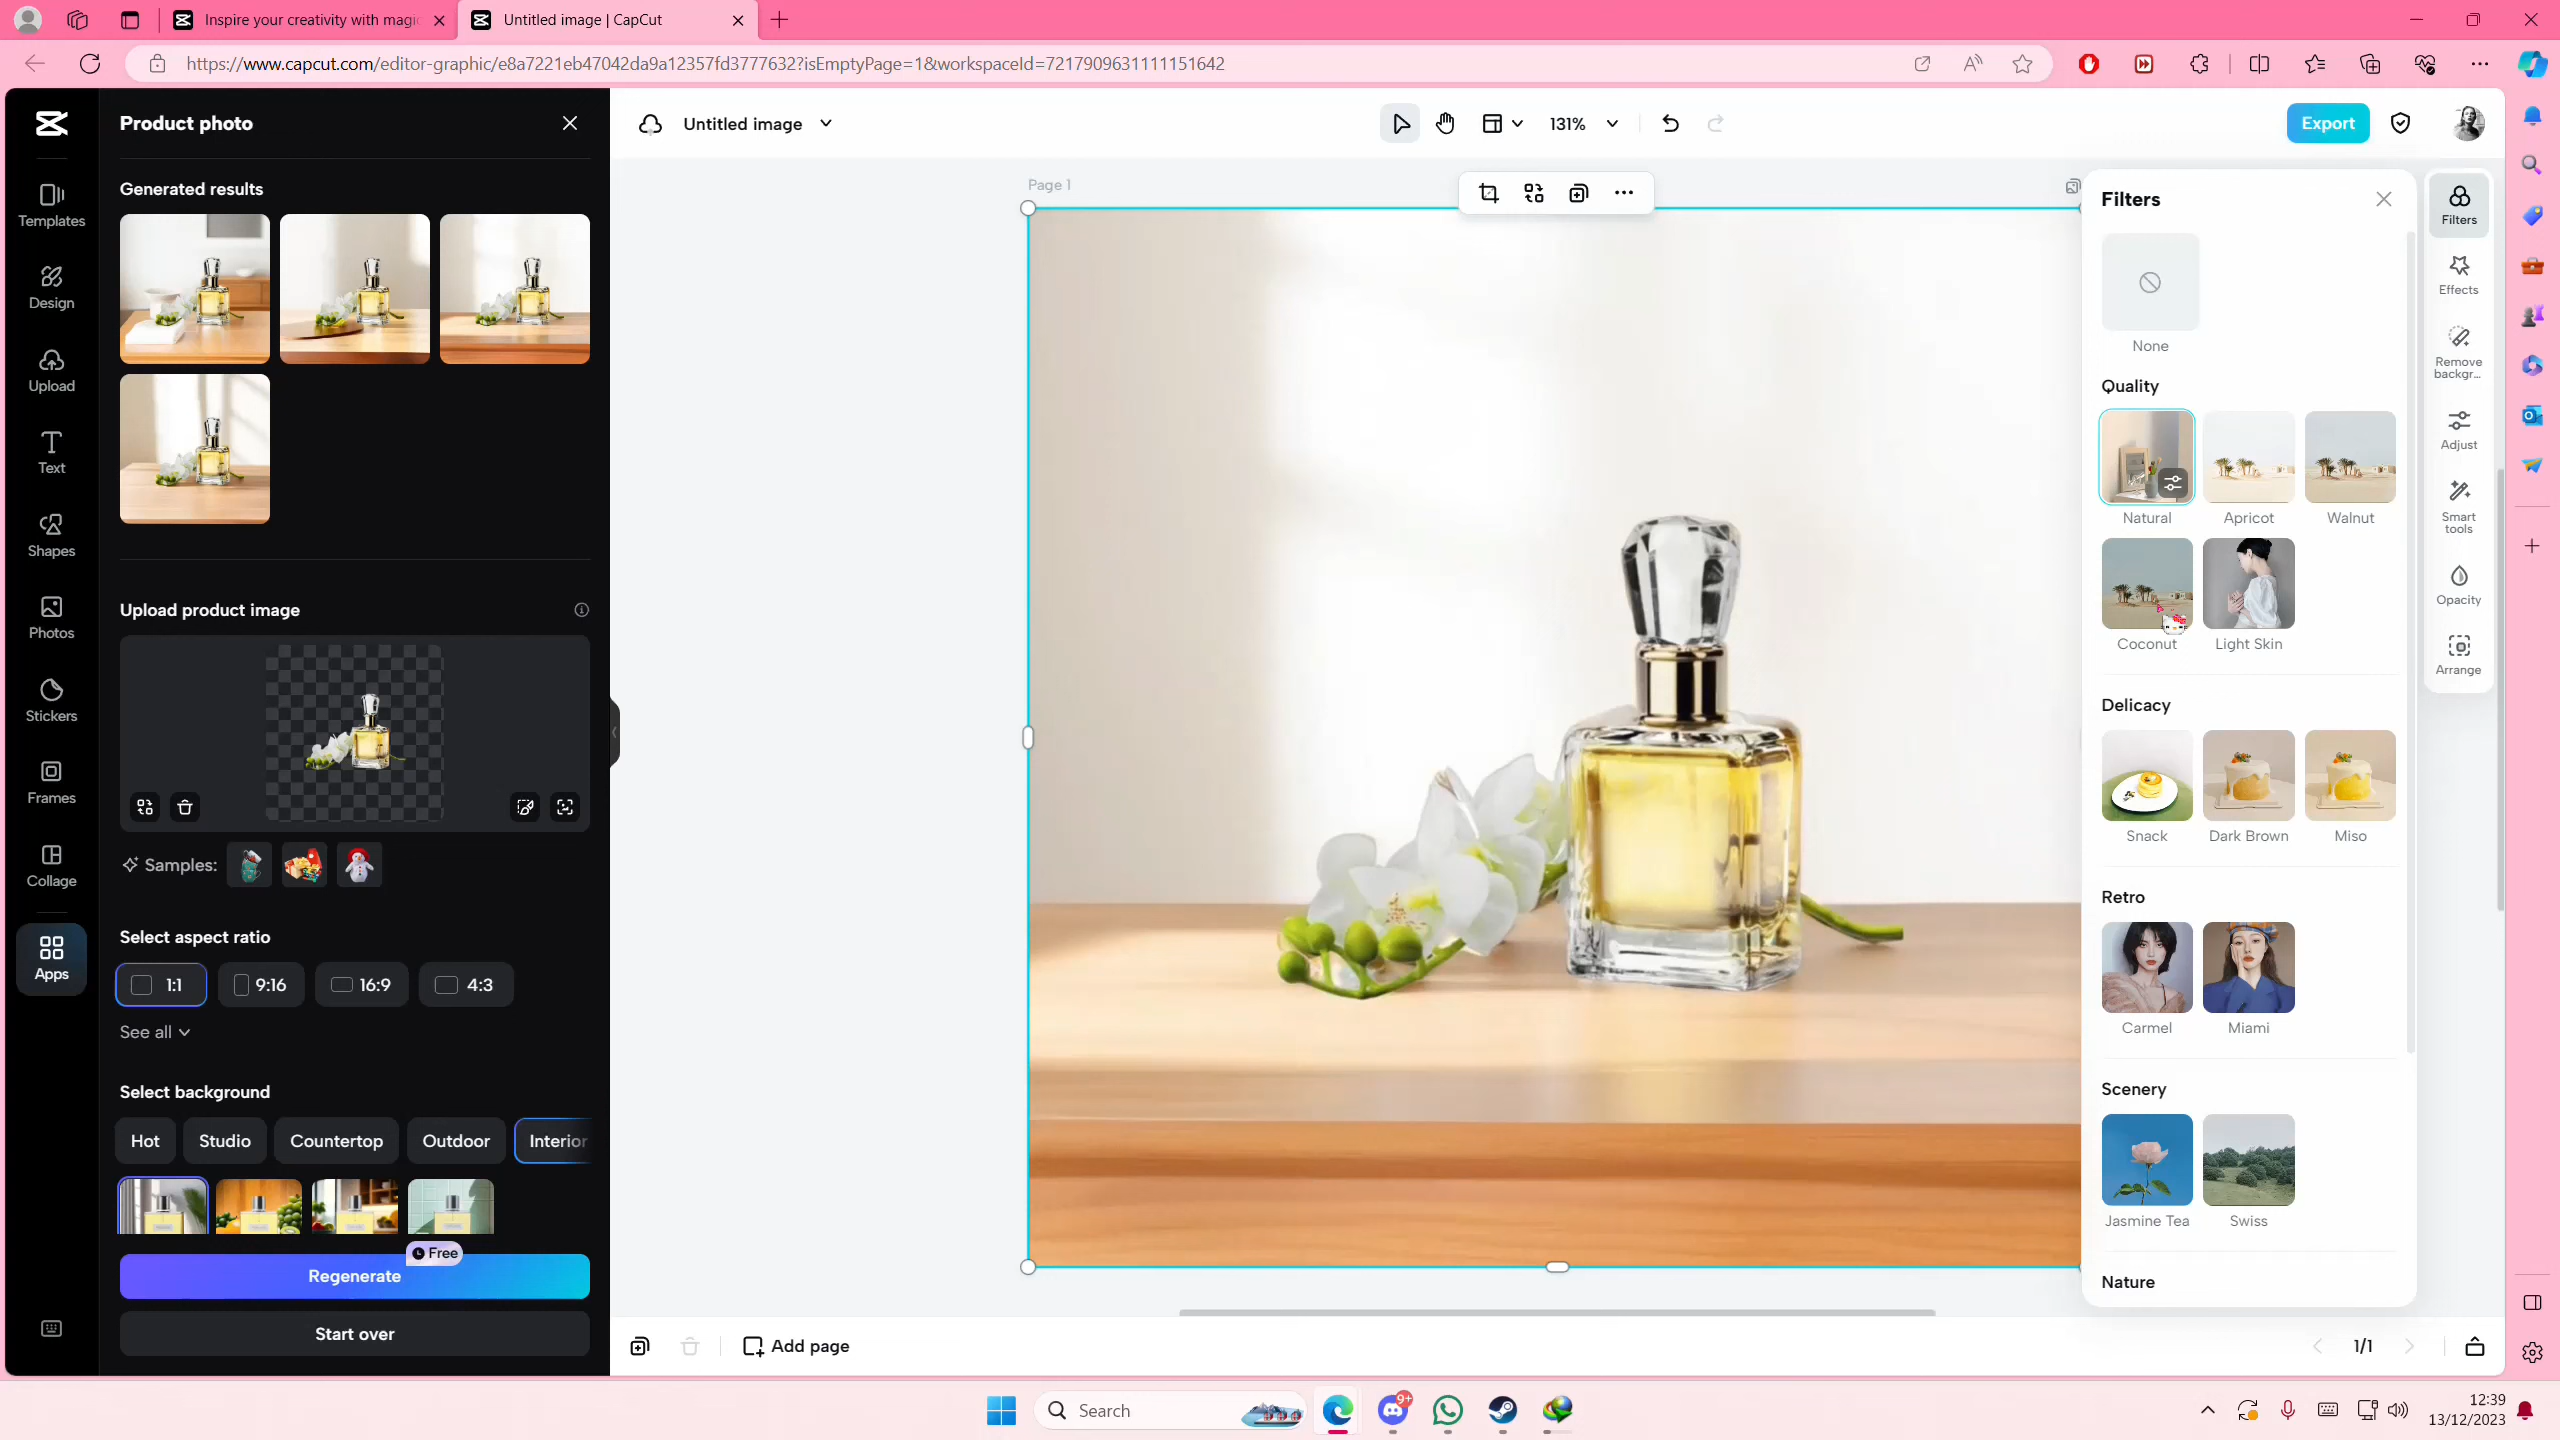 Inspire your creativity with magic
Untitled image | CapCut
https://www.capcut.com/editor-graphic/e8a7221eb47042da9a12357fd3777632?isEmptyPage=1&workspaceId=7217909631111151642
Templates
Design
Upload
Text
Shapes
Photos
Stickers
Frames
Collage
Apps
Product photo
Generated results
Upload product image
Samples:
Select aspect ratio
1:1
9:16
16:9
4:3
See all
Select background
Hot
Studio
Countertop
Outdoor
Interior
Free
Regenerate
Start over
Untitled image
131%
Export
Page 1
Add page
1/1
Filters
None
Quality
Natural
Apricot
Walnut
Coconut
Light Skin
Delicacy
Snack
Dark Brown
Miso
Retro
Carmel
Miami
Scenery
Jasmine Tea
Swiss
Nature
Filters
Effects
Remove
backgr...
Adjust
Smart
tools
Opacity
Arrange
Search
9+
12:39
13/12/2023